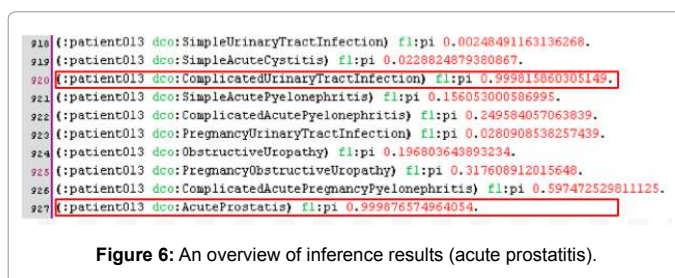 918 {:patient013 dco:SimpleUrinaryTractInfection) fl:pi 0.00248491163136268.
919 {:patient013 dco:SimpleAcuteCystitis) fl:pi 0.0228824879380867.
920 {:patient013 dco:ComplicatedUrinaryTractInfection) fl:pi 0.999815860305149.
921 {:patient013 dco:SimpleAcutePyelonephritis) fl:pi 0.156053000586995.
922 {:patient013 dco:ComplicatedAcutePyelonephritis) fl:pi 0.249584057063839.
923 {:patient013 dco:PregnancyUrinaryTractInfection) fl:pi 0.0280908538257439.
924 {:patient013 dco:ObstructiveUropathy) fl:pi 0.196803643893234.
925 {:patient013 dco:PregnancyObstructiveUropathy) fl:pi 0.317608912015648.
926 {:patient013 dco:ComplicatedAcutePregnancyPyelonephritis) fl:pi 0.597472529811125.
927 {:patient013 dco:AcuteProstatis) fl:pi 0.999876574964054.
Figure 6: An overview of inference results (acute prostatitis).